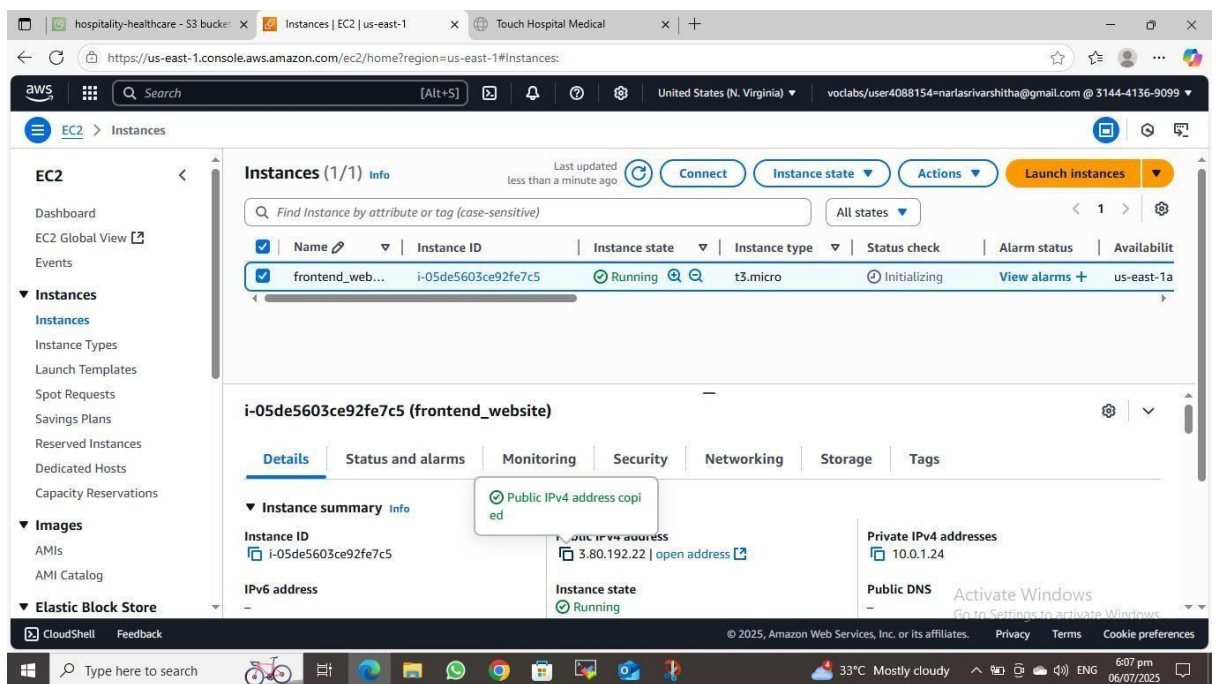 hospitality-healthcare - S3 bucket
Instances | EC2 | us-east-1
Touch Hospital Medical
https://us-east-1.console.aws.amazon.com/ec2/home?region=us-east-1#Instances:
aws
Search
[Alt+S]
United States (N. Virginia)
voclabs/user4088154=narlasrivarshitha@gmail.com @ 3144-4136-9099
EC2 > Instances
EC2
Dashboard
EC2 Global View
Events
Instances
Instances
Instance Types
Launch Templates
Spot Requests
Savings Plans
Reserved Instances
Dedicated Hosts
Capacity Reservations
Images
AMIs
AMI Catalog
Elastic Block Store
Instances (1/1) Info
Last updated
less than a minute ago
Connect
Instance state
Actions
Launch instances
Find Instance by attribute or tag (case-sensitive)
All states
1
Name Instance ID Instance state Instance type Status check Alarm status Availabilit
frontend_web... i-05de5603ce92fe7c5 Running t3.micro Initializing View alarms + us-east-1a
i-05de5603ce92fe7c5 (frontend_website)
Details Status and alarms Monitoring Security Networking Storage Tags
Public IPv4 address copi
ed
Instance summary Info
Instance ID
i-05de5603ce92fe7c5
Public IPv4 address
3.80.192.22 | open address
Private IPv4 addresses
10.0.1.24
IPv6 address
–
Instance state
Running
Public DNS
–
Activate Windows
Go to Settings to activate Windows.
CloudShell Feedback
© 2025, Amazon Web Services, Inc. or its affiliates. Privacy Terms Cookie preferences
Type here to search
33°C Mostly cloudy
ENG
6:07 pm
06/07/2025